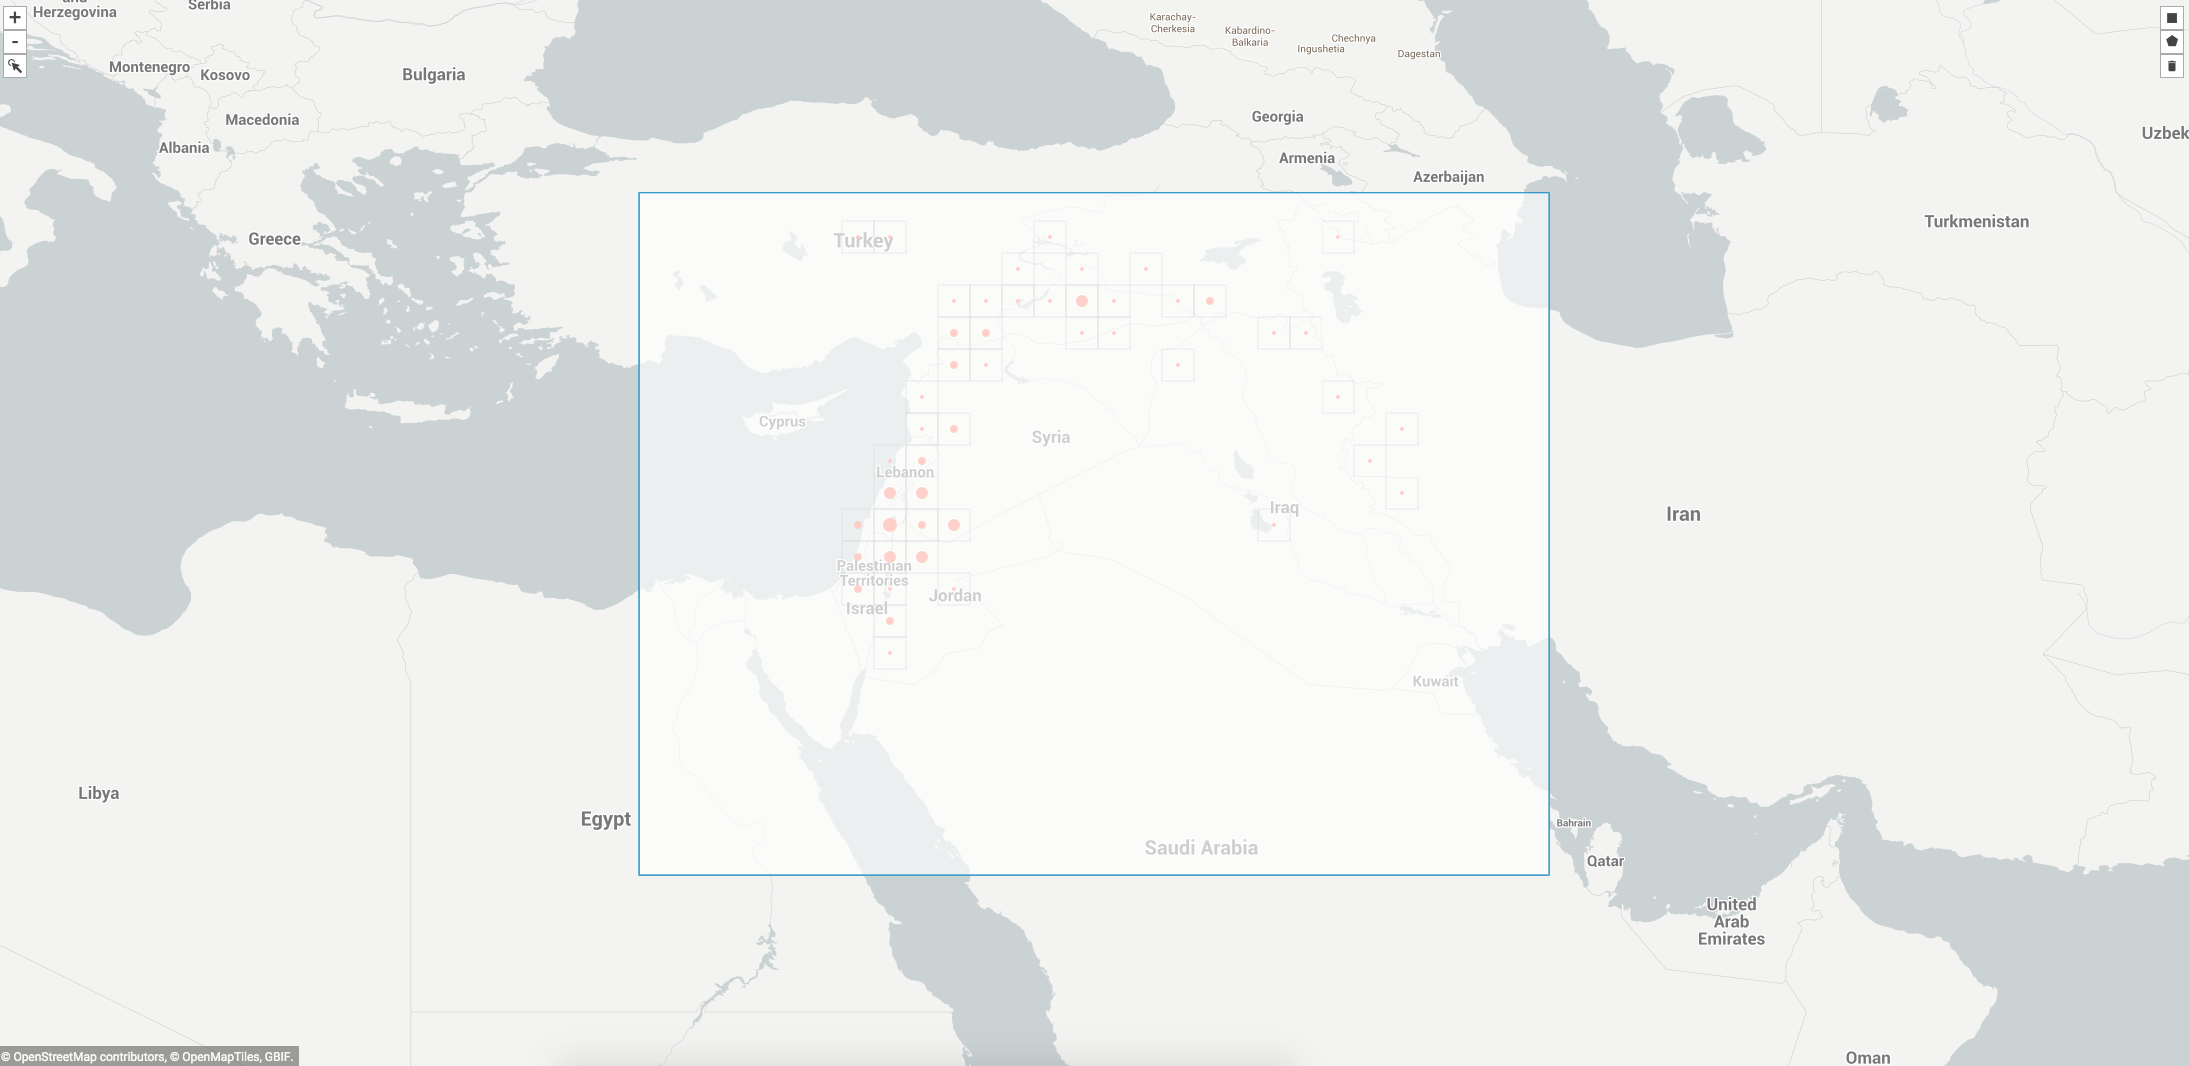 and
Herzegovina
Serbia
Karachay-
Cherkesia
Kabardino-
Balkaria
Chechnya
Ingushetia
Dagestan
+
-
Montenegro
Kosovo
Bulgaria
Macedonia
Georgia
Uzbek
Albania
Armenia
Azerbaijan
Turkmenistan
Greece
Turkey
Cyprus
Syria
Lebanon
Iraq
Iran
Palestinian
Territories
Jordan
Israel
Kuwait
Libya
Egypt
Bahrain
Saudi Arabia
Qatar
United
Arab
Emirates
Oman
© OpenStreetMap contributors, © OpenMapTiles, GBIF.